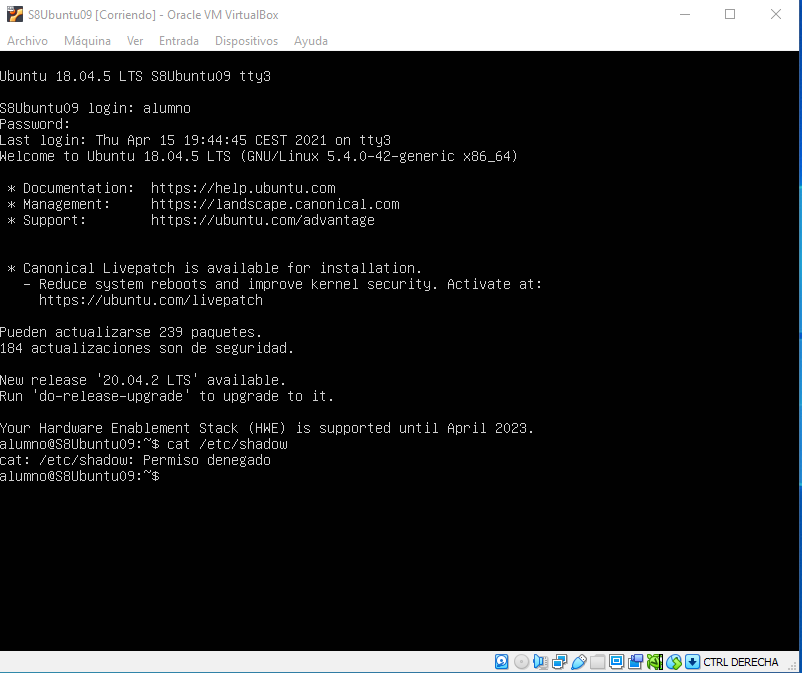 S8Ubuntu09 [Corriendo] - Oracle VM VirtualBox
Archivo Máquina Ver Entrada Dispositivos Ayuda
Ubuntu 18.04.5 LTS S8Ubuntu09 tty3
S8Ubuntu09 login: alumno
Password:
Last login: Thu Apr 15 19:44:45 CEST 2021 on tty3
Welcome to Ubuntu 18.04.5 LTS (GNU/Linux 5.4.0-42-generic x86_64)
* Documentation: https://help.ubuntu.com
* Management: https://landscape.canonical.com
* Support: https://ubuntu.com/advantage
* Canonical Livepatch is available for installation.
- Reduce system reboots and improve kernel security. Activate at:
https://ubuntu.com/livepatch
Pueden actualizarse 239 paquetes.
184 actualizaciones son de seguridad.
New release '20.04.2 LTS' available.
Run 'do-release-upgrade' to upgrade to it.
Your Hardware Enablement Stack (HWE) is supported until April 2023.
alumno@S8Ubuntu09:~$ cat /etc/shadow
cat: /etc/shadow: Permiso denegado
alumno@S8Ubuntu09:~$
CTRL DERECHA